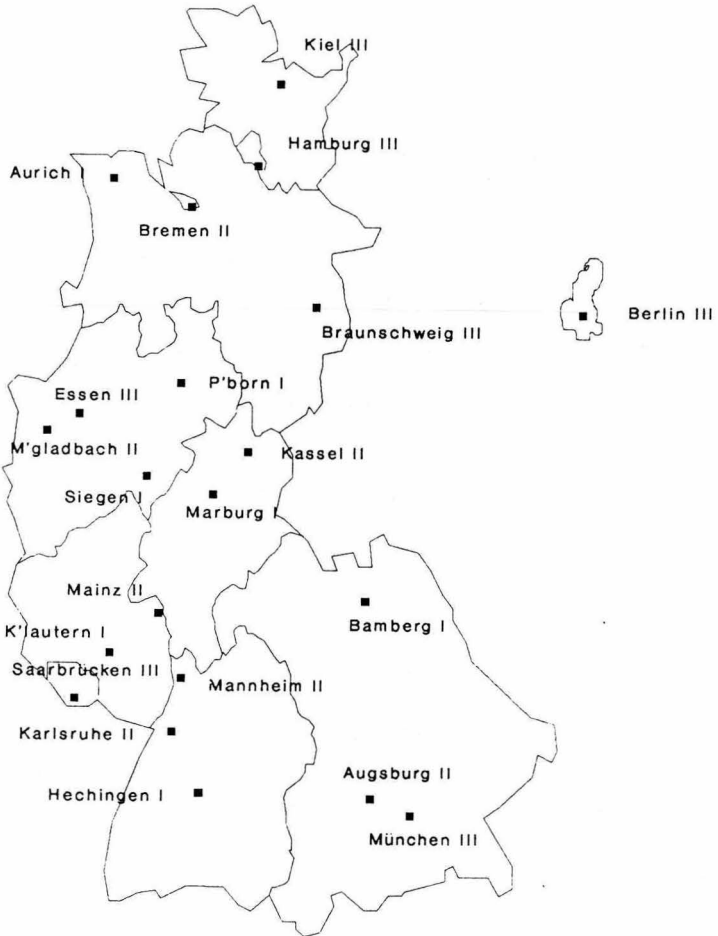 Kiel III
Hamburg III
Aurich I
Bremen II
Berlin III
Braunschweig III
P'born I
Essen III
M'gladbach II
Kassel II
Siegen I
Marburg I
Mainz II
Bamberg I
K'lautern I
Saarbrücken III
Mannheim II
Karlsruhe II
Augsburg II
Hechingen I
München III